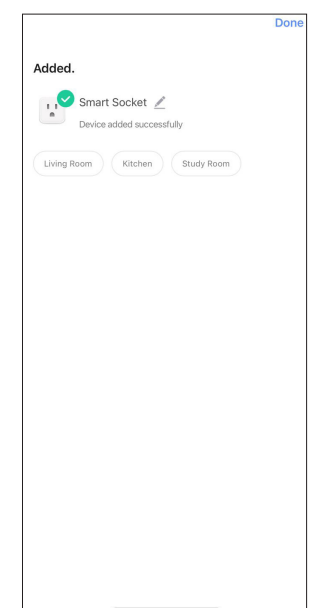 Done
Added.
Smart Socket
Device added successfully
Living Room
Kitchen
Study Room